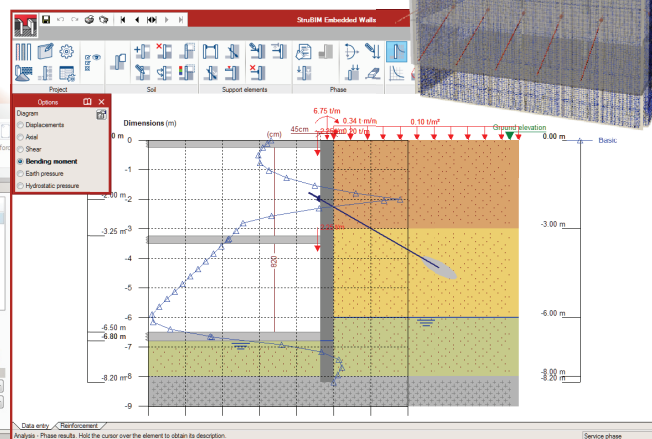 StruBIM Embedded Walls
Project
Soil
Support elements
Phase
Options
Diagram
Displacements
Axial
Shear
Bending moment
Earth pressure
Hydrostatic pressure
Dimensions (m)
(cm)
45cm
6.75 t/m
0.34 t·m/m
0.20 t/m
0.10 t/m²
Ground elevation
0.00 m
Basic
0
-1
-2
-3
-4
-5
-6
-7
-8
-9
820
-2.00 m
-3.25 m
-6.50 m
-6.80 m
-8.20 m
-3.00 m
-6.00 m
-8.00 m
-8.20 m
Data entry
Reinforcement
Analysis - Phase results. Hold the cursor over the element to obtain its description.
Service phase